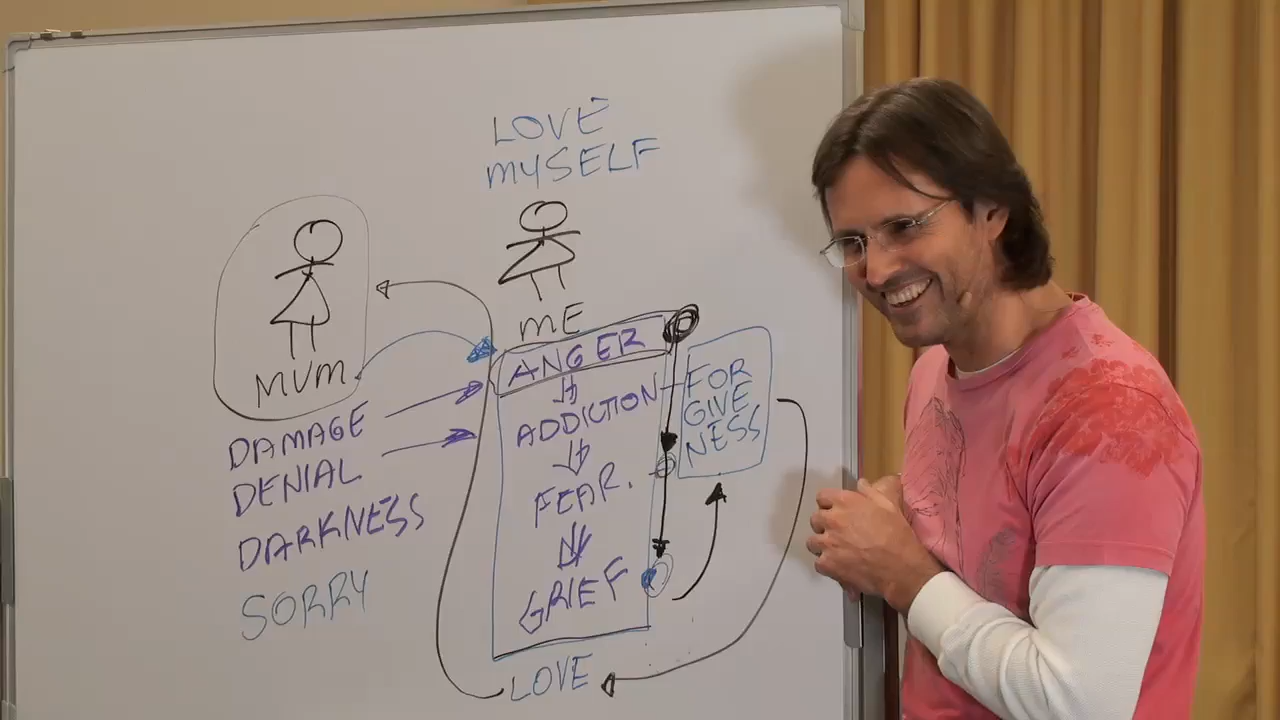 LOVE
MYSELF
ME
MUM
ANGER
ADDICTION
FEAR.
GRIEF
FOR
GIVE
NESS
DAMAGE
DENIAL
DARKNESS
SORRY
LOVE